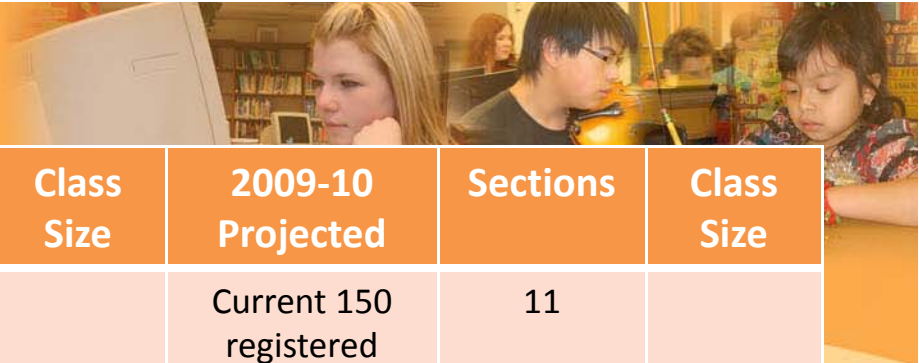 Class Size 2009-10 Projected Sections Class Size
Current 150 registered 11